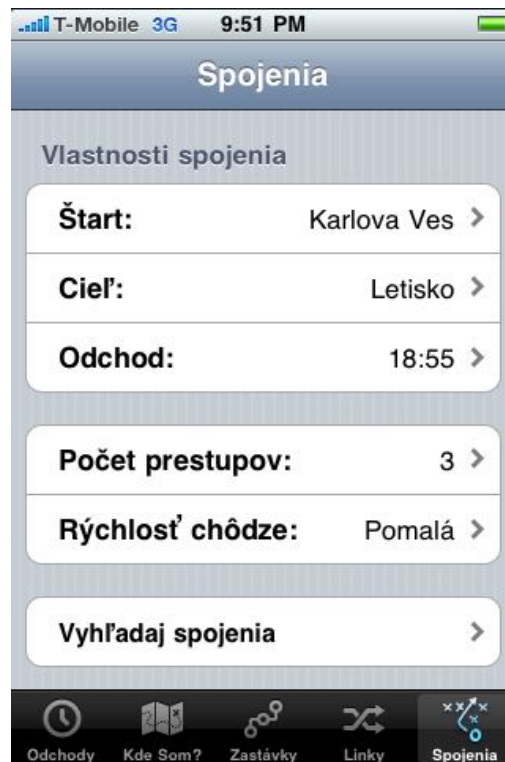 T-Mobile 3G 9:51 PM
Spojenia
Vlastnosti spojenia
Štart: Karlova Ves
Cieľ: Letisko
Odchod: 18:55
Počet prestupov: 3
Rýchlosť chôdze: Pomalá
Vyhľadaj spojenia
Odchody Kde Som? Zastávky Linky Spojenia